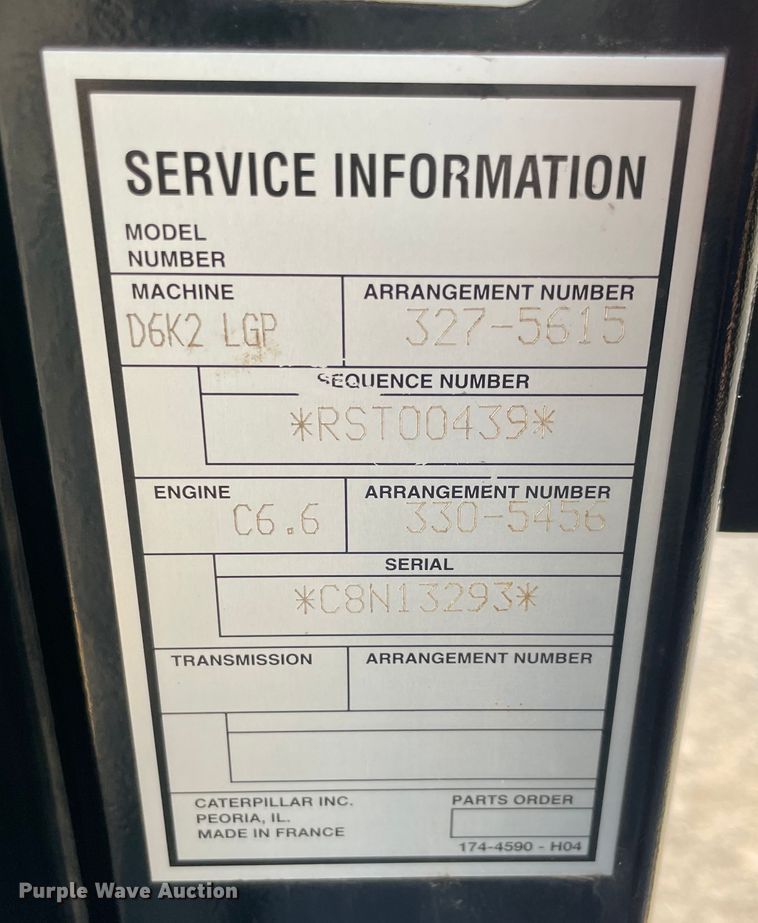 SERVICE INFORMATION
MODEL
NUMBER
MACHINE ARRANGEMENT NUMBER
D6K2 LGP 327-5615
SEQUENCE NUMBER
*RST00439*
ENGINE ARRANGEMENT NUMBER
C6.6 330-5456
SERIAL
*C8N13293*
TRANSMISSION ARRANGEMENT NUMBER
CATERPILLAR INC. PARTS ORDER
PEORIA, IL.
MADE IN FRANCE
174-4590 - H04
Purple Wave Auction